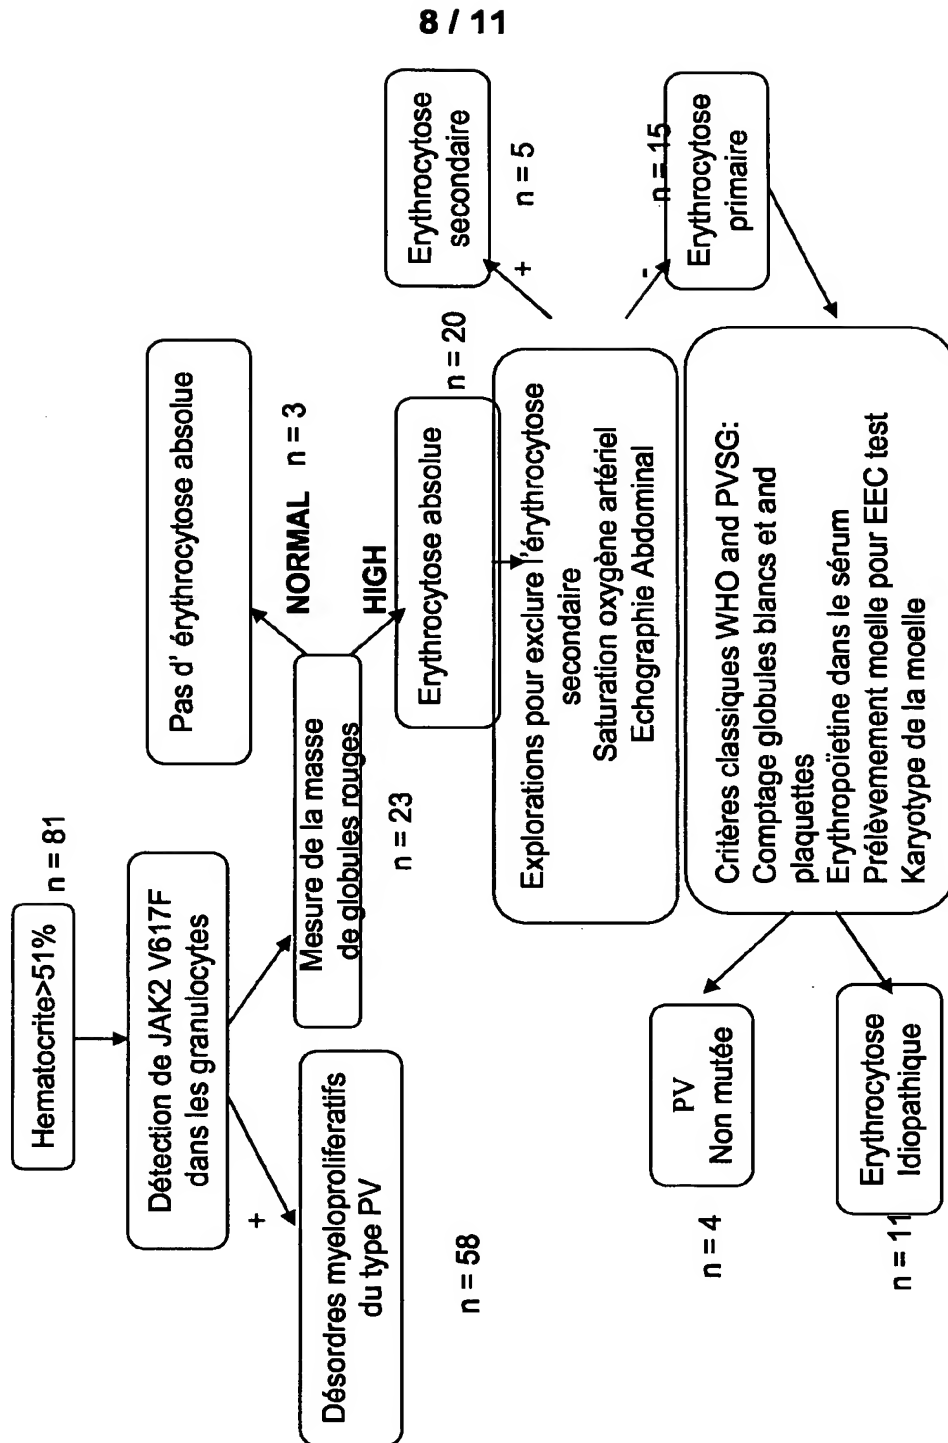 8 / 11
Hematocrite>51%
n = 81
Détection de JAK2 V617F
dans les granulocytes
+
Désordres myeloproliferatifs
du type PV
n = 58
Mesure de la masse
de globules rouges
n = 23
NORMAL
n = 3
Pas d' érythrocytose absolue
HIGH
Erythrocytose absolue
n = 20
Explorations pour exclure l'érythrocytose
secondaire
Saturation oxygène artériel
Echographie Abdominal
+
Erythrocytose
secondaire
n = 5
-
n = 15
Erythrocytose
primaire
Critères classiques WHO and PVSG:
Comptage globules blancs et and
plaquettes
Erythropoïetine dans le sérum
Prélèvement moelle pour EEC test
Karyotype de la moelle
PV
Non mutée
n = 4
Erythrocytose
Idiopathique
n = 11